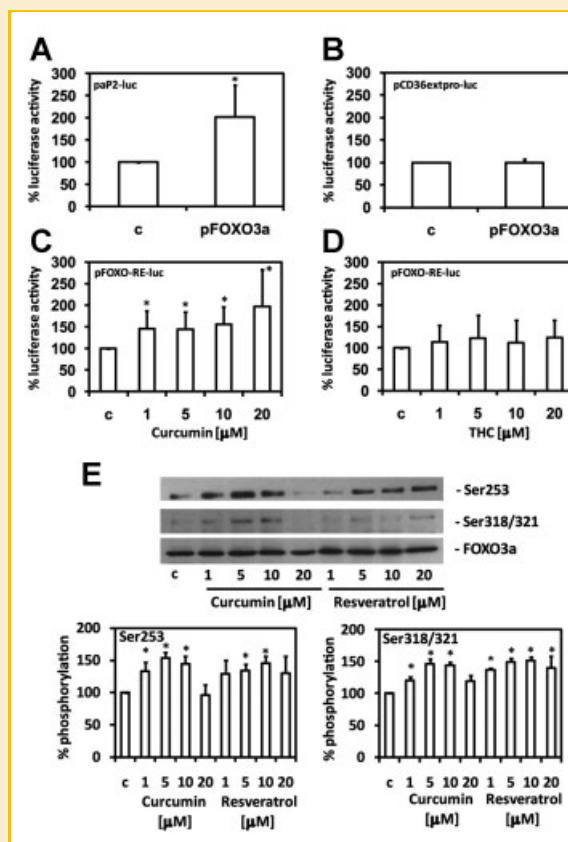 A
B
300
250
200
150
100
50
0
% luciferase activity
paP2-luc
*
c pFOXO3a
300
250
200
150
100
50
0
% luciferase activity
pCD36extpro-luc
c pFOXO3a
C
D
300
250
200
150
100
50
0
% luciferase activity
pFOXO-RE-luc
* * * *
c 1 5 10 20
Curcumin [µM]
300
250
200
150
100
50
0
% luciferase activity
pFOXO-RE-luc
c 1 5 10 20
THC [µM]
E
- Ser253
- Ser318/321
- FOXO3a
c 1 5 10 20 1 5 10 20
Curcumin [µM] Resveratrol [µM]
200
150
100
50
0
% phosphorylation
Ser253
* * * * *
c 1 5 10 20 1 5 10 20
Curcumin Resveratrol
[µM] [µM]
200
150
100
50
0
% phosphorylation
Ser318/321
* * * * * * *
c 1 5 10 20 1 5 10 20
Curcumin Resveratrol
[µM] [µM]